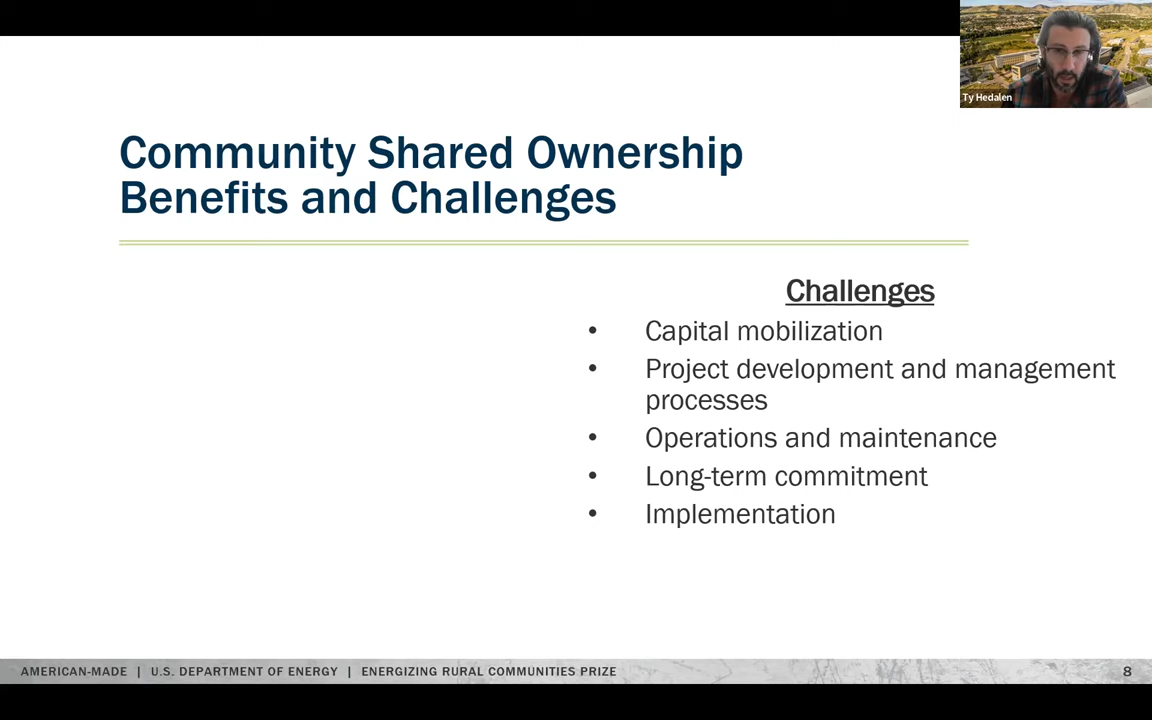 Ty Hedalen
Community Shared Ownership
Benefits and Challenges
Challenges
• Capital mobilization
• Project development and management
processes
• Operations and maintenance
• Long-term commitment
• Implementation
AMERICAN-MADE | U.S. DEPARTMENT OF ENERGY | ENERGIZING RURAL COMMUNITIES PRIZE 8